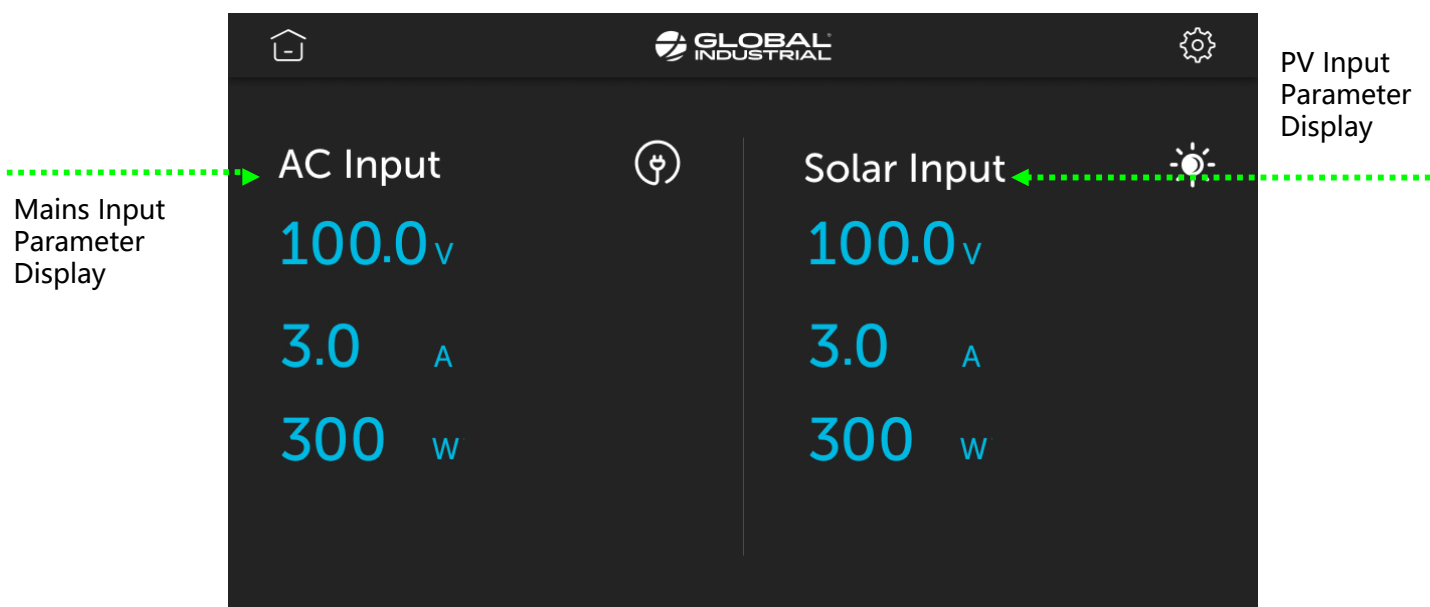 GLOBAL
INDUSTRIAL
PV Input
Parameter
Display
AC Input
Solar Input
Mains Input
Parameter
Display
100.0 V
100.0 V
3.0 A
3.0 A
300 W
300 W